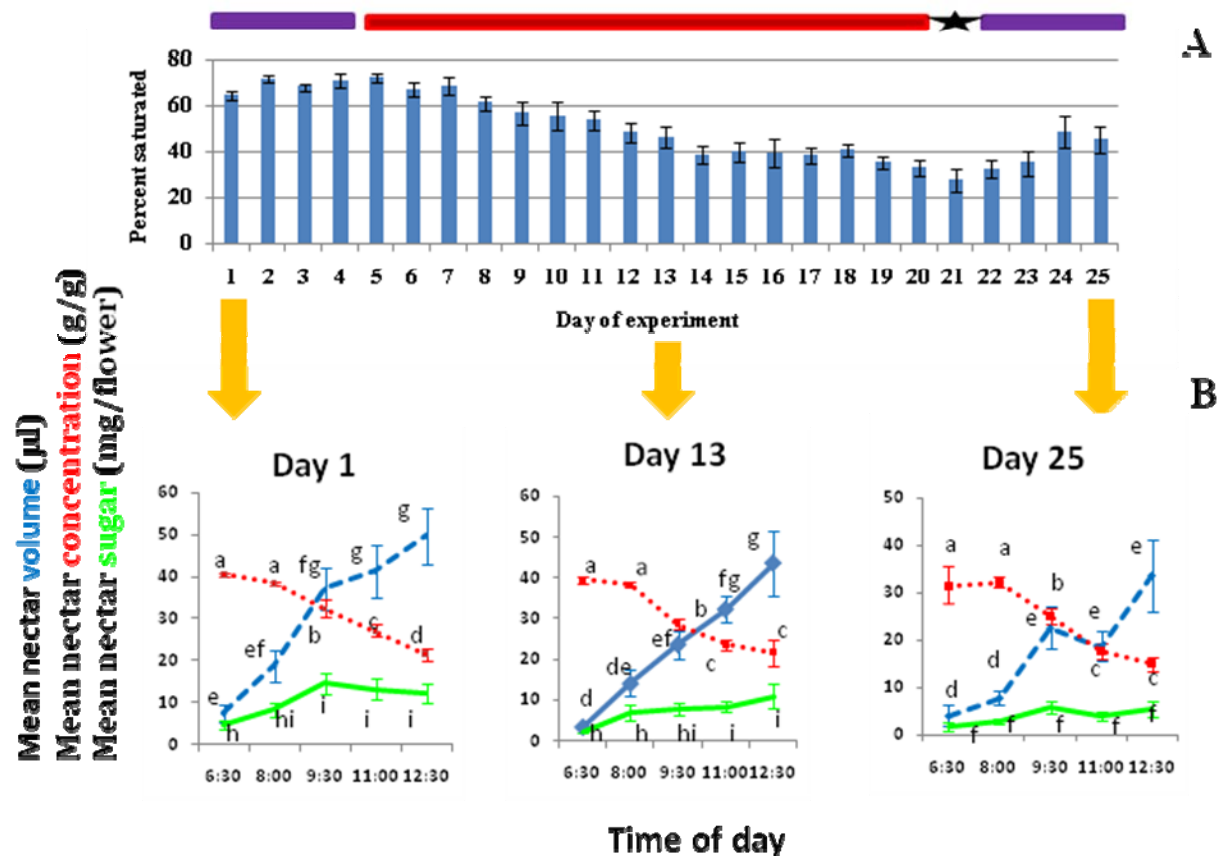 A.
80
60
40
20
0
Percent saturated
1 2 3 4 5 6 7 8 9 10 11 12 13 14 15 16 17 18 19 20 21 22 23 24 25
Day of experiment
B
Mean nectar volume (µl)
Mean nectar concentration (g/g)
Mean nectar sugar (mg/flower)
Day 1
60
50
40
30
20
10
0
a a fg g g
e ef b c d
h hi i i i
6:30 8:00 9:30 11:00 12:30
Day 13
60
50
40
30
20
10
0
a a b fg g
d de ef c c
h h hi i i
6:30 8:00 9:30 11:00 12:30
Day 25
50
40
30
20
10
0
a a b e e
d d e c c
f f f f f
6:30 8:00 9:30 11:00 12:30
Time of day